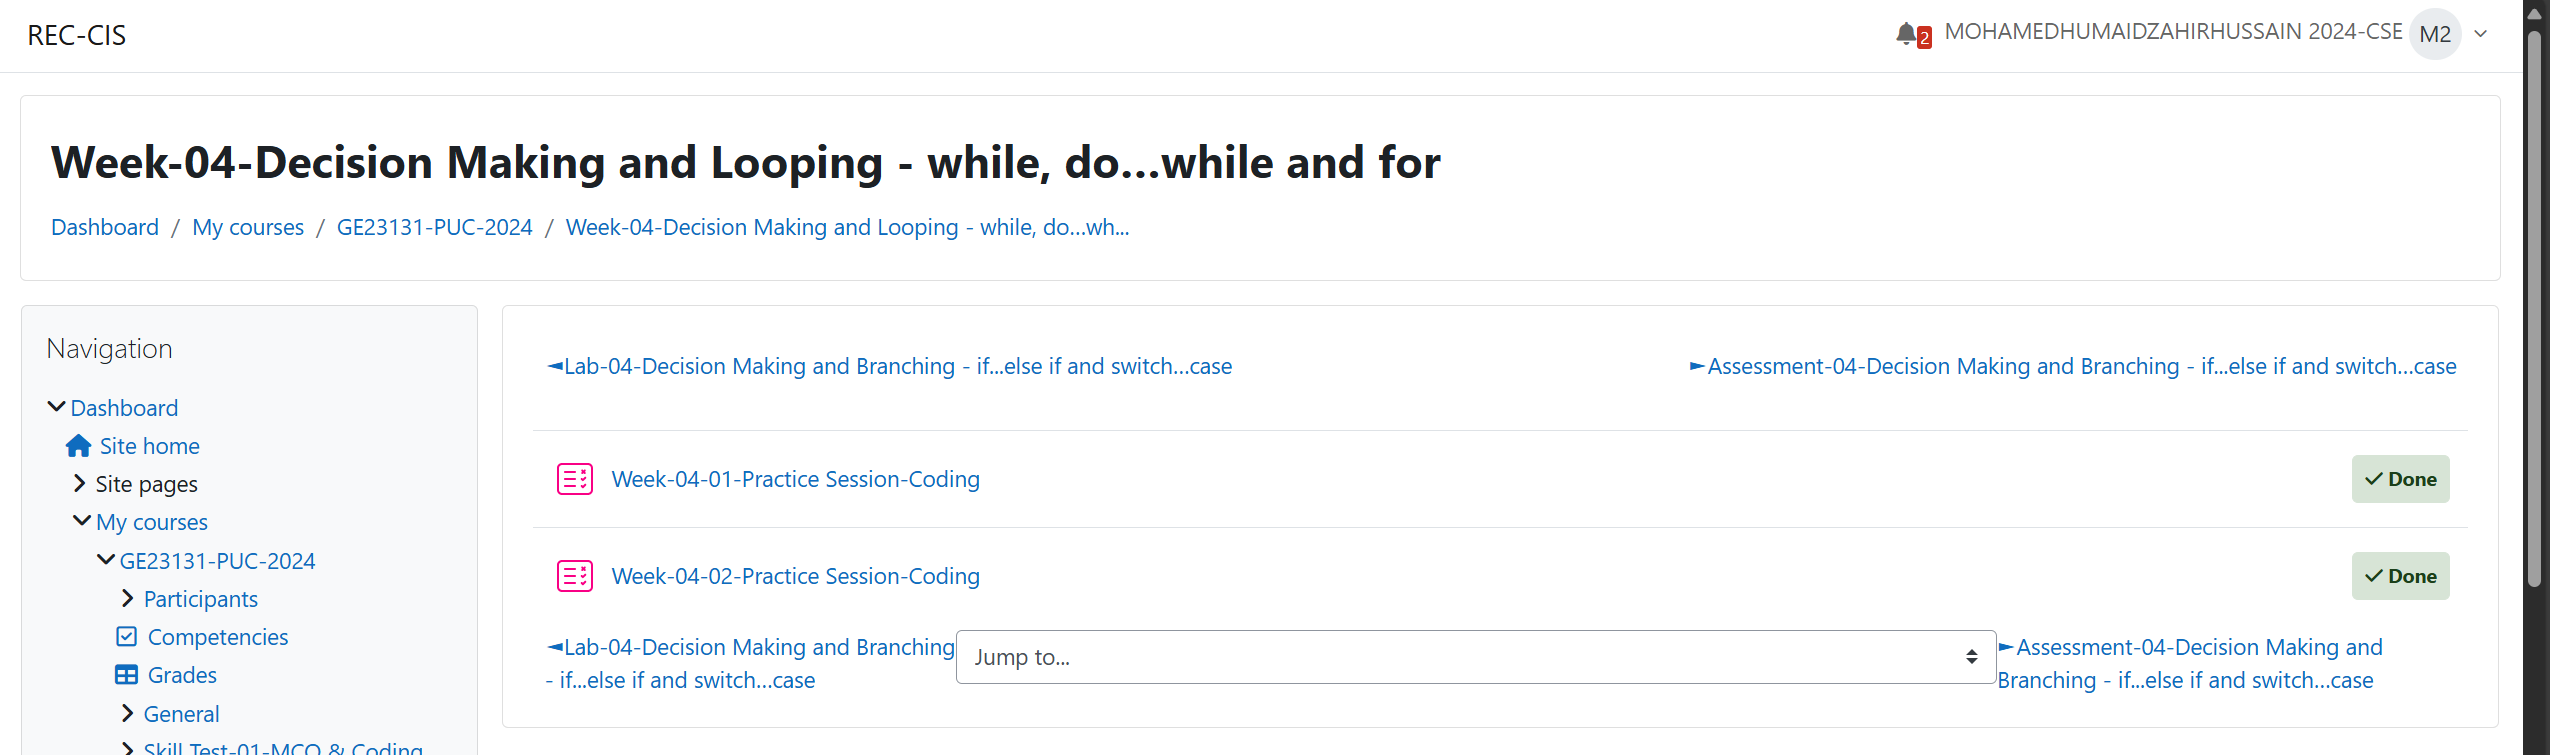 REC-CIS
2
MOHAMEDHUMAIDZAHIRHUSSAIN 2024-CSE
M2
Week-04-Decision Making and Looping - while, do...while and for
Dashboard / My courses / GE23131-PUC-2024 / Week-04-Decision Making and Looping - while, do...wh...
Navigation
Dashboard
Site home
Site pages
My courses
GE23131-PUC-2024
Participants
Competencies
Grades
General
Skill Test-01-MCQ & Coding
◄Lab-04-Decision Making and Branching - if...else if and switch...case
►Assessment-04-Decision Making and Branching - if...else if and switch...case
Week-04-01-Practice Session-Coding
Done
Week-04-02-Practice Session-Coding
Done
◄Lab-04-Decision Making and Branching
- if...else if and switch...case
Jump to...
►Assessment-04-Decision Making and
Branching - if...else if and switch...case